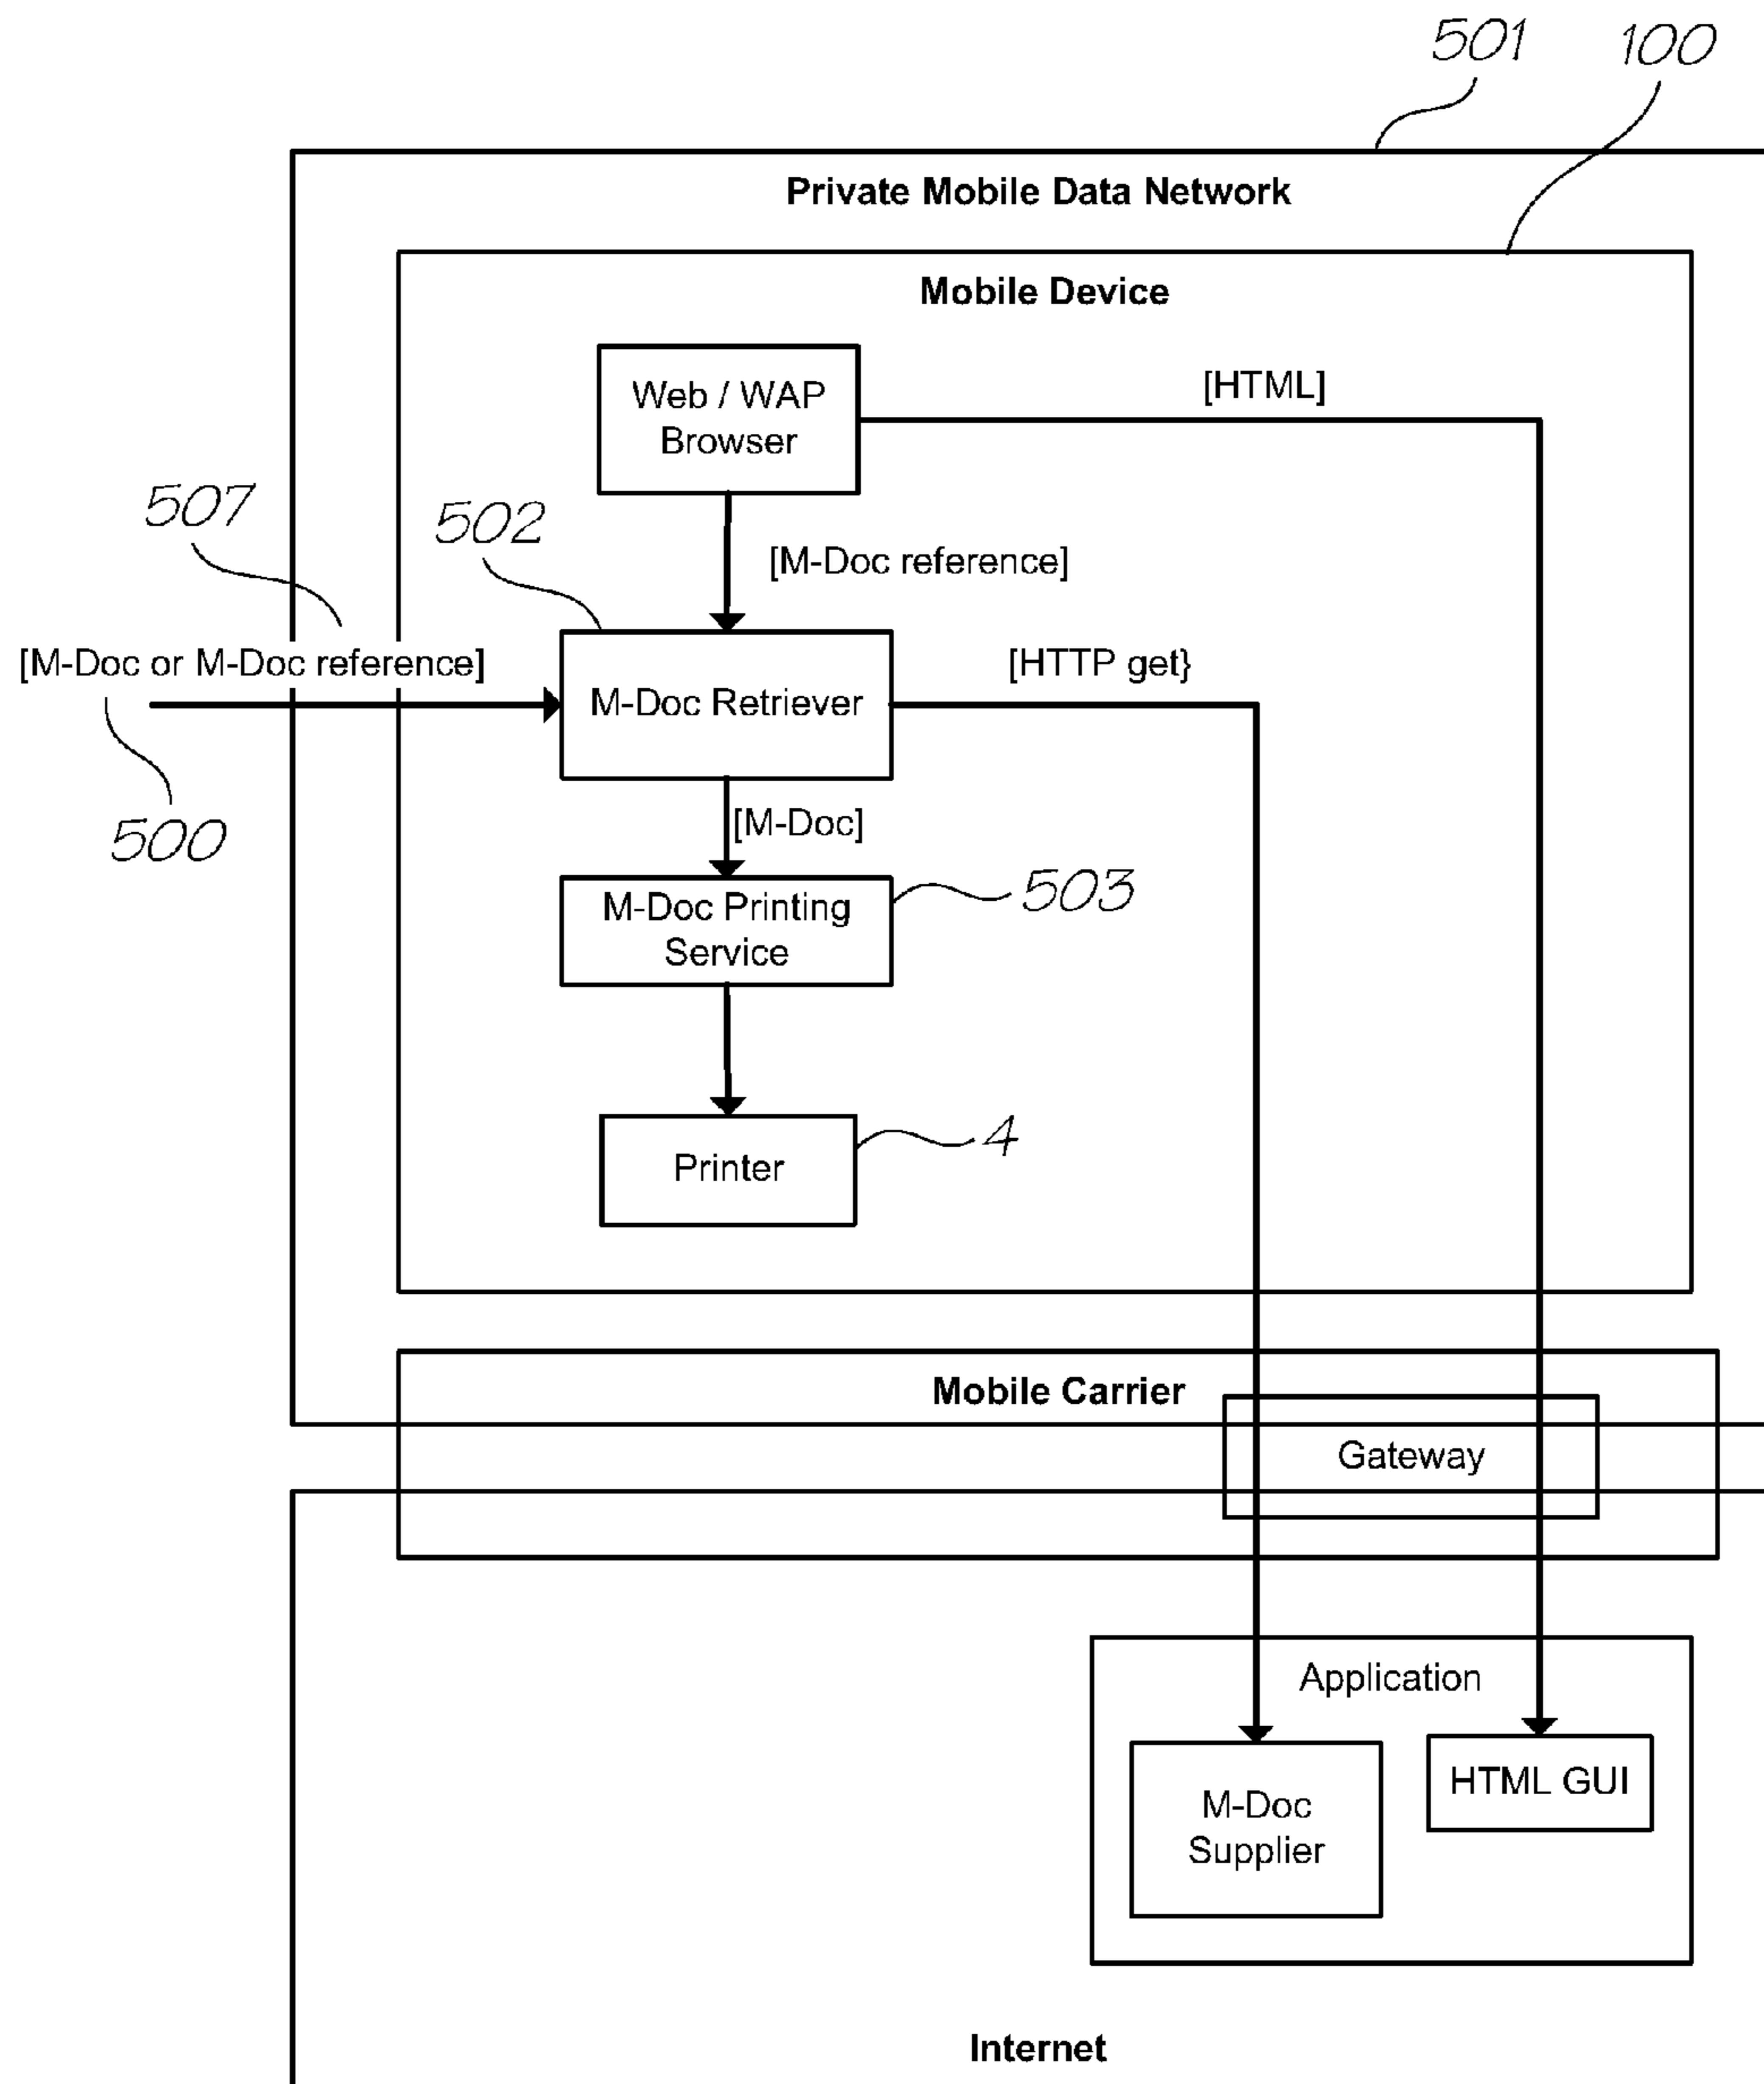 501
100
Private Mobile Data Network
Mobile Device
Web / WAP
Browser
[HTML]
507
502
[M-Doc reference]
[M-Doc or M-Doc reference]
M-Doc Retriever
[HTTP get}
500
[M-Doc]
M-Doc Printing
Service
503
Printer
4
Mobile Carrier
Gateway
Application
M-Doc
Supplier
HTML GUI
Internet